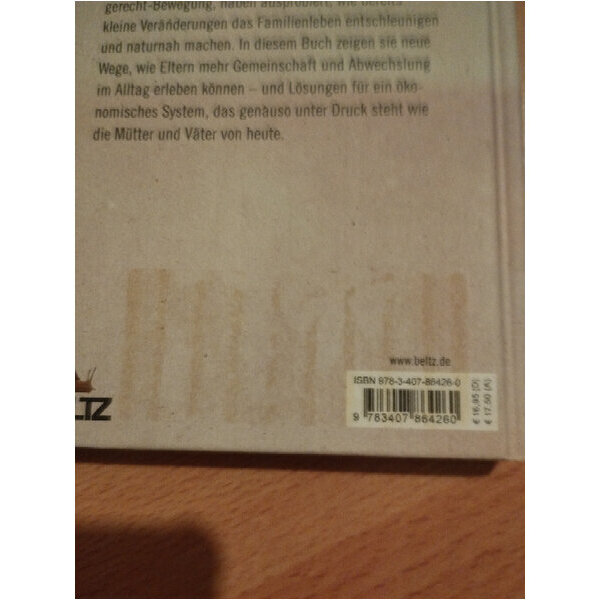 gerecht-Bewegung, haben ausprobiert, wie bereits
kleine Veränderungen das Familienleben entschleunigen
und naturnah machen. In diesem Buch zeigen sie neue
Wege, wie Eltern mehr Gemeinschaft und Abwechslung
im Alltag erleben können – und Lösungen für ein öko-
nomisches System, das genauso unter Druck steht wie
die Mütter und Väter von heute.
www.beltz.de
ISBN 978-3-407-86426-0
9 783407 864260
€ 16,95 (D)
€ 17,50 (A)
LTZ